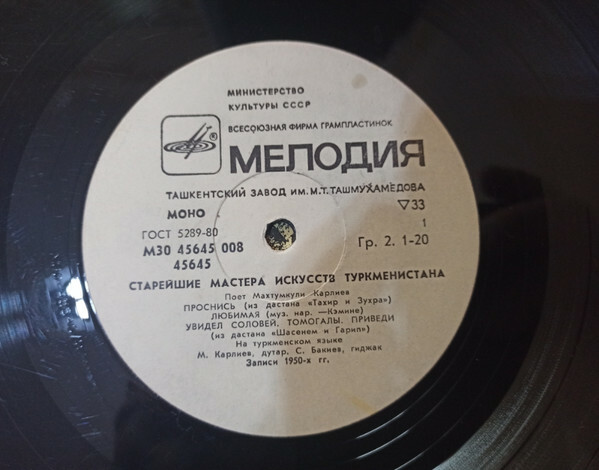 МИНИСТЕРСТВО
КУЛЬТУРЫ СССР
ВСЕСОЮЗНАЯ ФИРМА ГРАМПЛАСТИНОК
® МЕЛОДИЯ
ТАШКЕНТСКИЙ ЗАВОД ИМ. М. Т. ТАШМУХАМЕДОВА
МОНО ▽33
ГОСТ 5289-80 1
М30 45645 008 Гр. 2. 1-20
45645
СТАРЕЙШИЕ МАСТЕРА ИСКУССТВ ТУРКМЕНИСТАНА
Поет Махтумкули Карлиев
ПРОСНИСЬ (из дастана «Тахир и Зухра»)
ЛЮБИМАЯ (муз. нар. —Кэмине)
УВИДЕЛ СОЛОВЕЙ. ТОМОГАЛЫ. ПРИВЕДИ
(из дастана «Шасенем и Гарип»)
На туркменском языке
М. Карлиев, дутар. С. Бакиев, гиджак
Записи 1950-х гг.